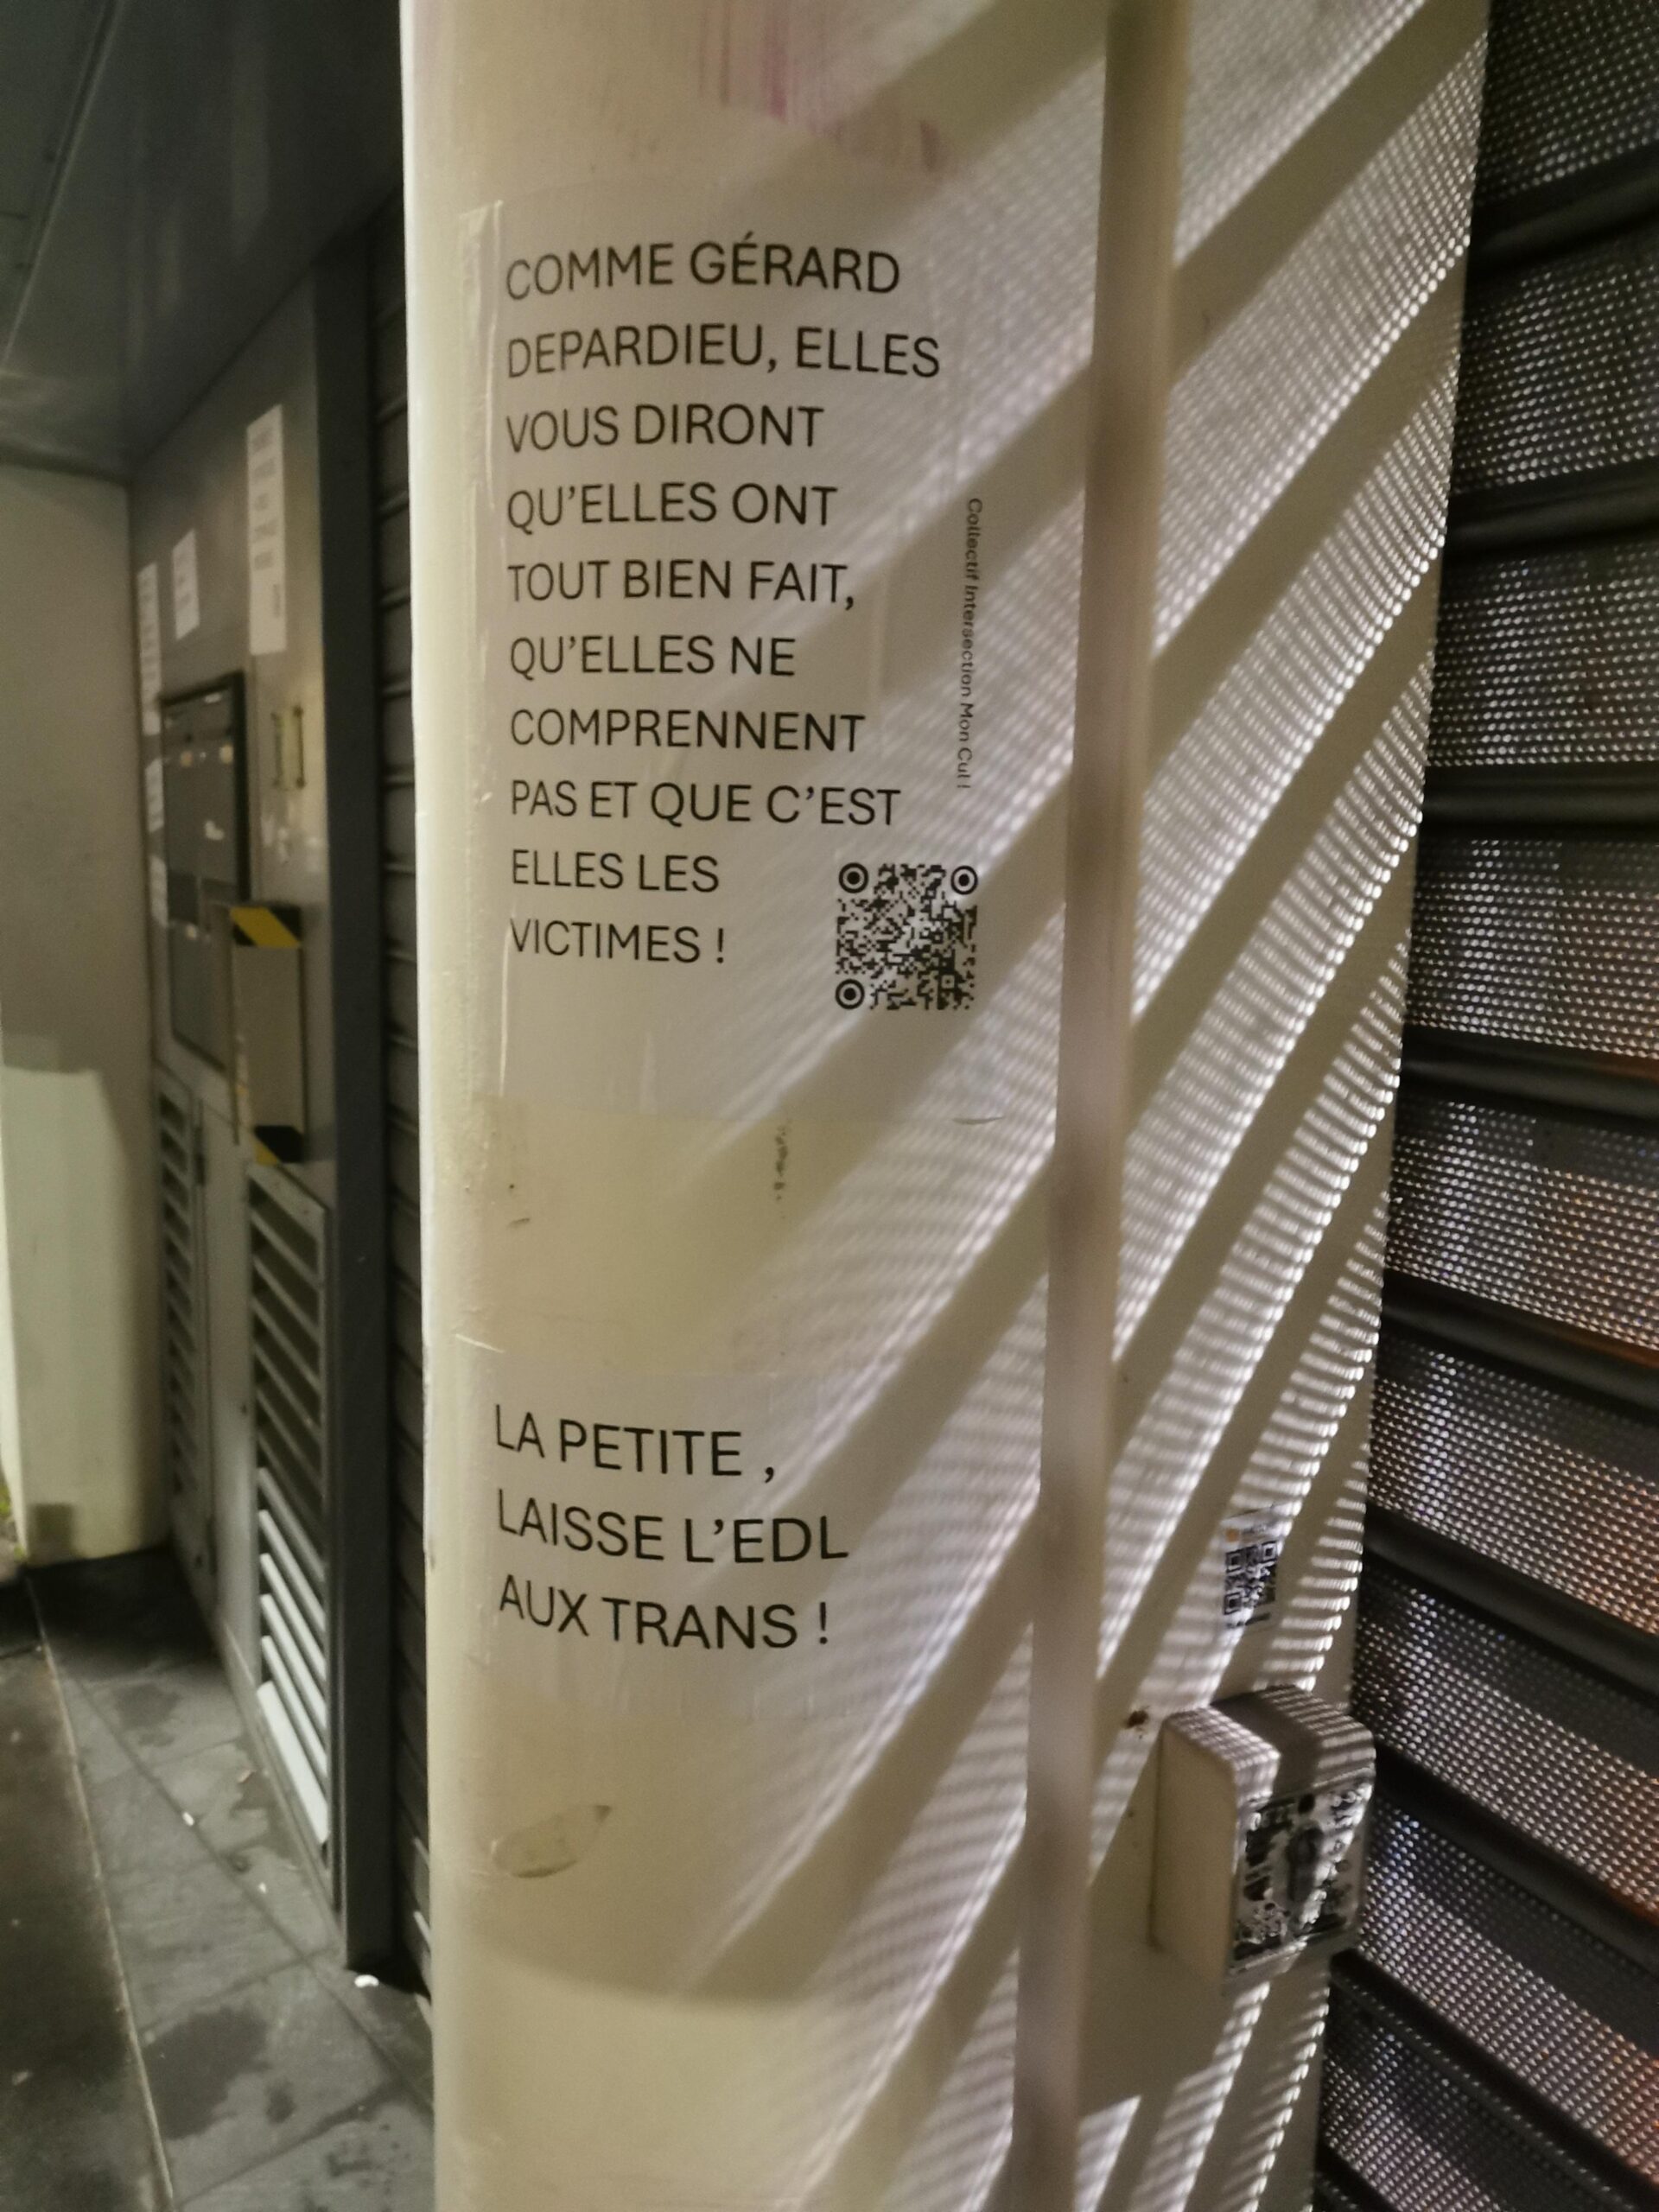 COMME GÉRARD
DEPARDIEU, ELLES
VOUS DIRONT
QU'ELLES ONT
TOUT BIEN FAIT,
QU'ELLES NE
COMPRENNENT
PAS ET QUE C'EST
ELLES LES
VICTIMES !
Collectif Intersection Mon Cul !
LA PETITE ,
LAISSE L'EDL
AUX TRANS !